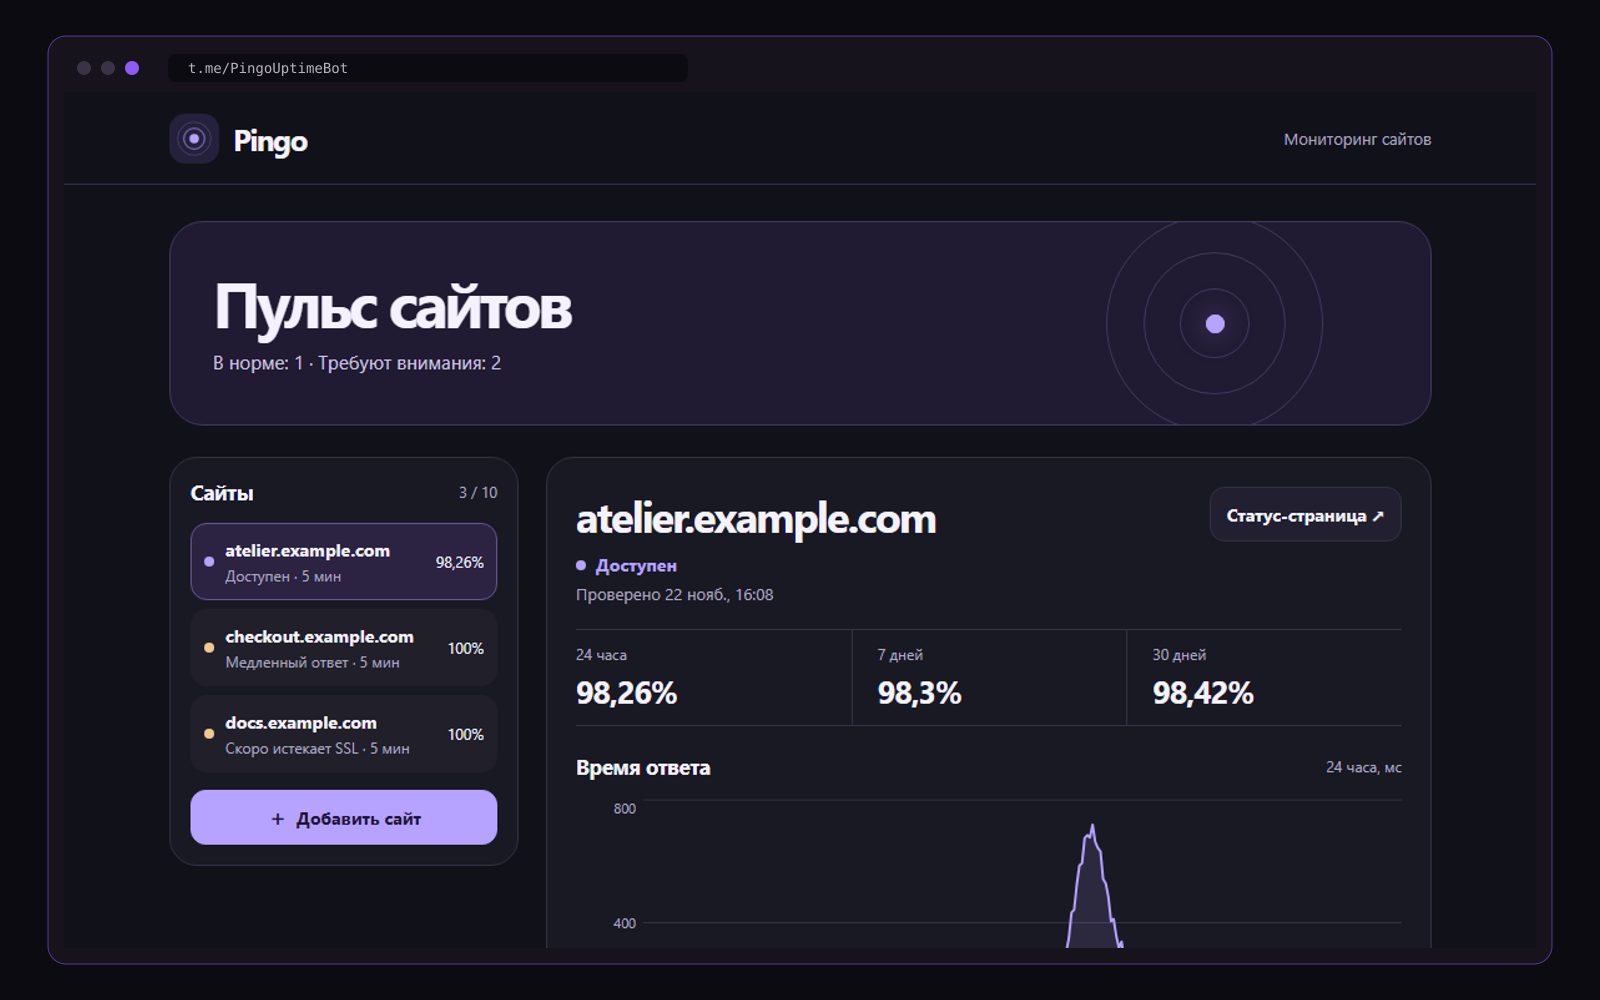 t.me/PingoUptimeBot
Pingo
Мониторинг сайтов
Пульс сайтов
В норме: 1 · Требуют внимания: 2
Сайты
3 / 10
atelier.example.com
98,26%
Доступен · 5 мин
checkout.example.com
100%
Медленный ответ · 5 мин
docs.example.com
100%
Скоро истекает SSL · 5 мин
+ Добавить сайт
atelier.example.com
Статус-страница ↗
Доступен
Проверено 22 нояб., 16:08
24 часа
98,26%
7 дней
98,3%
30 дней
98,42%
Время ответа
24 часа, мс
800
400